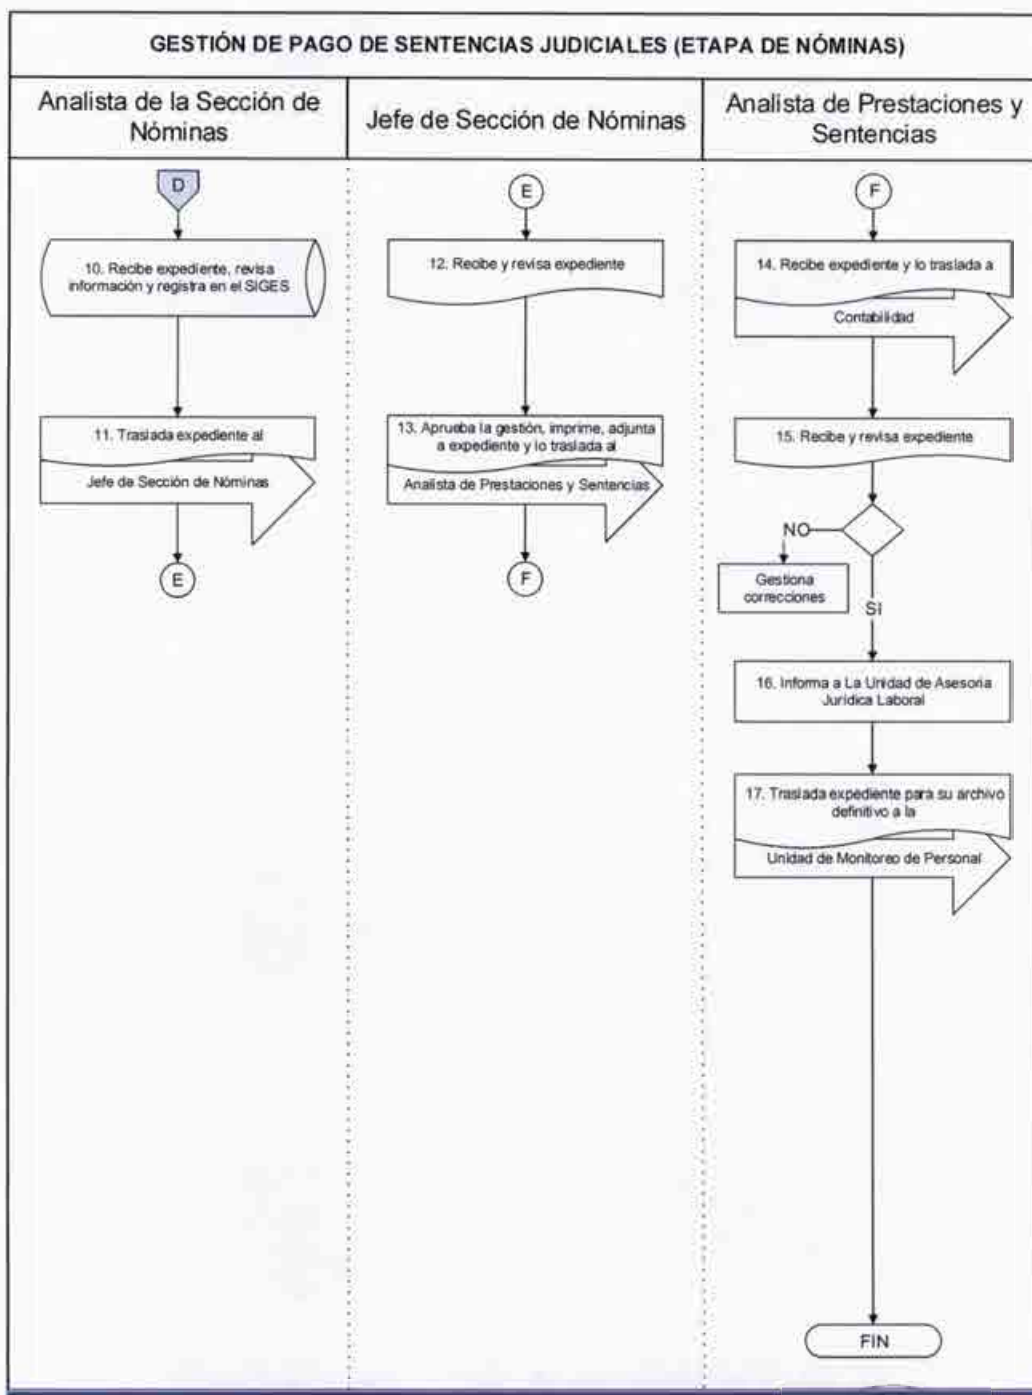 GESTIÓN DE PAGO DE SENTENCIAS JUDICIALES (ETAPA DE NÓMINAS)
Analista de la Sección de
Nóminas
Jefe de Sección de Nóminas
Analista de Prestaciones y
Sentencias
D
10. Recibe expediente, revisa
información y registra en el SIGES
11. Traslada expediente al
Jefe de Sección de Nóminas
E
E
12. Recibe y revisa expediente
13. Aprueba la gestión, imprime, adjunta
a expediente y lo traslada al
Analista de Prestaciones y Sentencias
F
F
14. Recibe expediente y lo traslada a
Contabilidad
15. Recibe y revisa expediente
NO
Gestiona
correcciones
SI
16. Informa a La Unidad de Asesoría
Jurídica Laboral
17. Traslada expediente para su archivo
definitivo a la
Unidad de Monitoreo de Personal
FIN